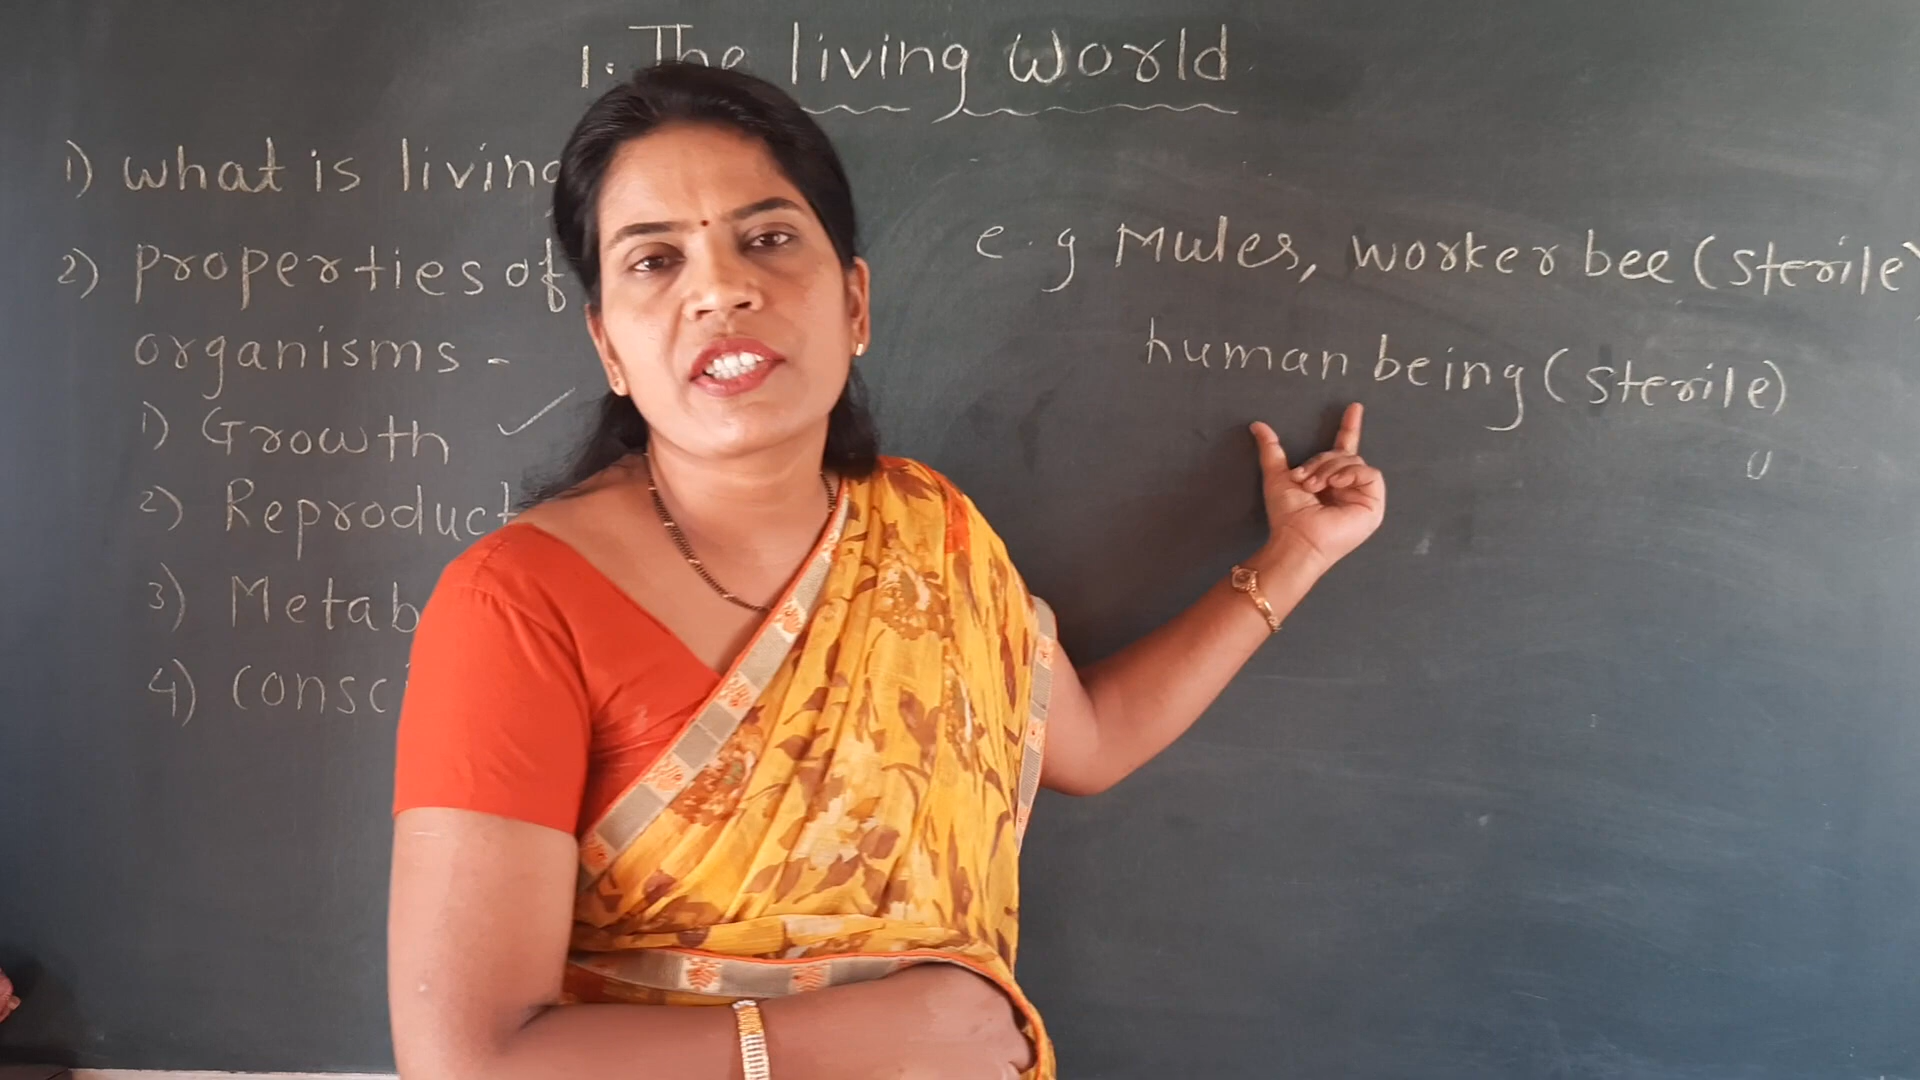 1. The living world
1) what is living
2) properties of
organisms -
1) Growth
2) Reproduct
3) Metab
4) consc
e.g Mules, worker bee (sterile)
human being (sterile)